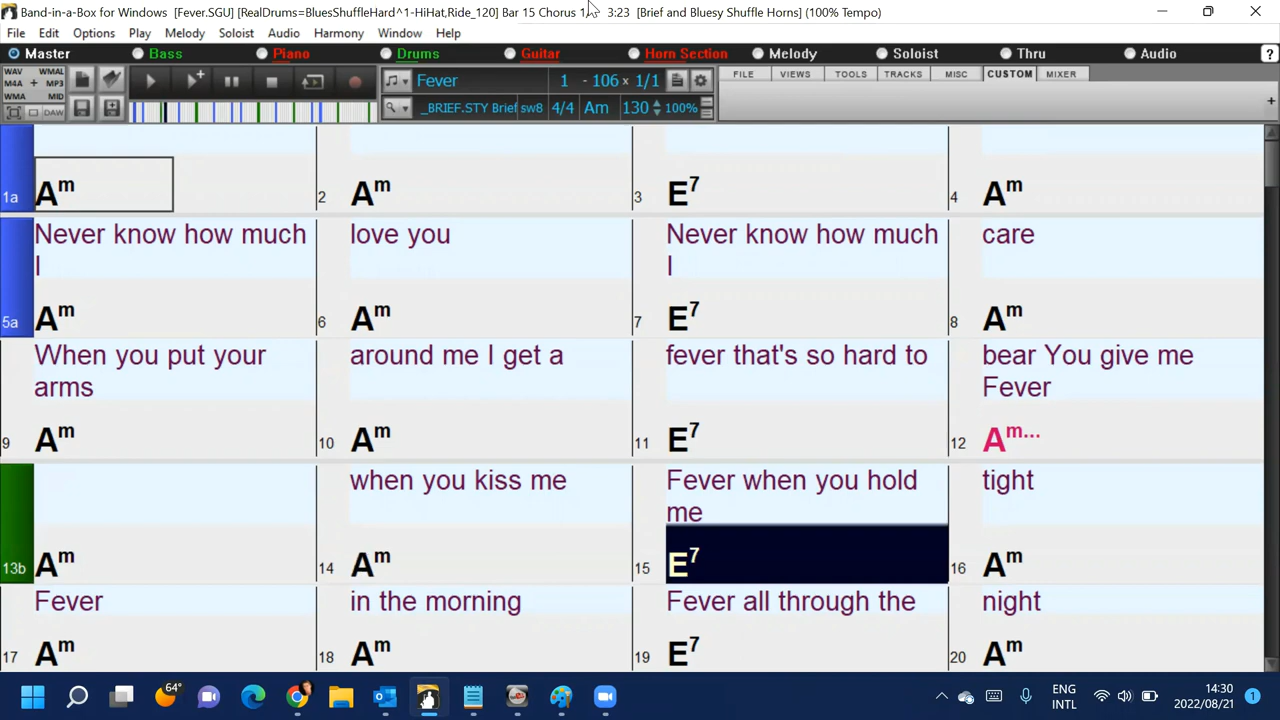 Band-in-a-Box for Windows [Fever.SGU] [RealDrums=BluesShuffleHard^1-HiHat,Ride_120] Bar 15 Chorus 1 3:23 [Brief and Bluesy Shuffle Horns] (100% Tempo)
File Edit Options Play Melody Soloist Audio Harmony Window Help
Master Bass Piano Drums Guitar Horn Section Melody Soloist Thru Audio ?
WAV WMAL
M4A + MP3
WMA MID
DAW
Fever 1 - 106 x 1/1
_BRIEF.STY Brief sw8 4/4 Am 130 100%
FILE VIEWS TOOLS TRACKS MISC CUSTOM MIXER
+
1a Am 2 Am 3 E7 4 Am
Never know how much love you Never know how much care
I I
5a Am 6 Am 7 E7 8 Am
When you put your around me I get a fever that's so hard to bear You give me
arms Fever
9 Am 10 Am 11 E7 12 Am...
when you kiss me Fever when you hold tight
me
13b Am 14 Am 15 E7 16 Am
Fever in the morning Fever all through the night
17 Am 18 Am 19 E7 20 Am
64°
ENG
INTL
14:30
2022/08/21
1